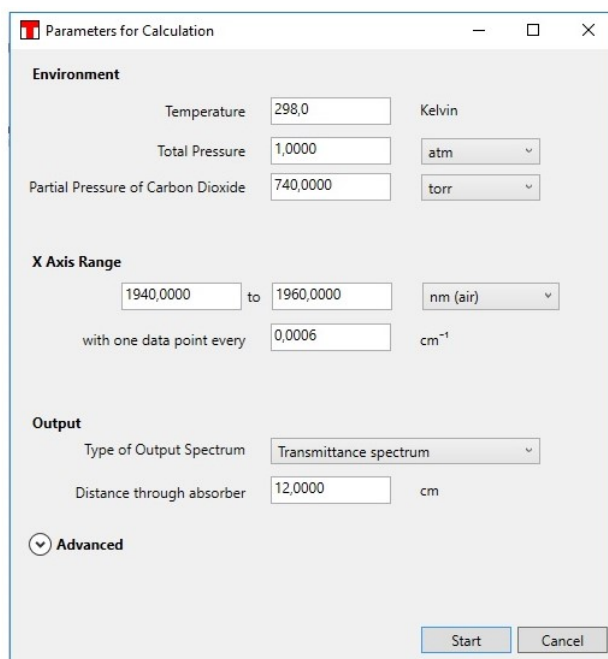 Parameters for Calculation
Environment
Temperature 298,0 Kelvin
Total Pressure 1,0000 atm
Partial Pressure of Carbon Dioxide 740,0000 torr
X Axis Range
1940,0000 to 1960,0000 nm (air)
with one data point every 0,0006 cm⁻¹
Output
Type of Output Spectrum Transmittance spectrum
Distance through absorber 12,0000 cm
Advanced
Start Cancel